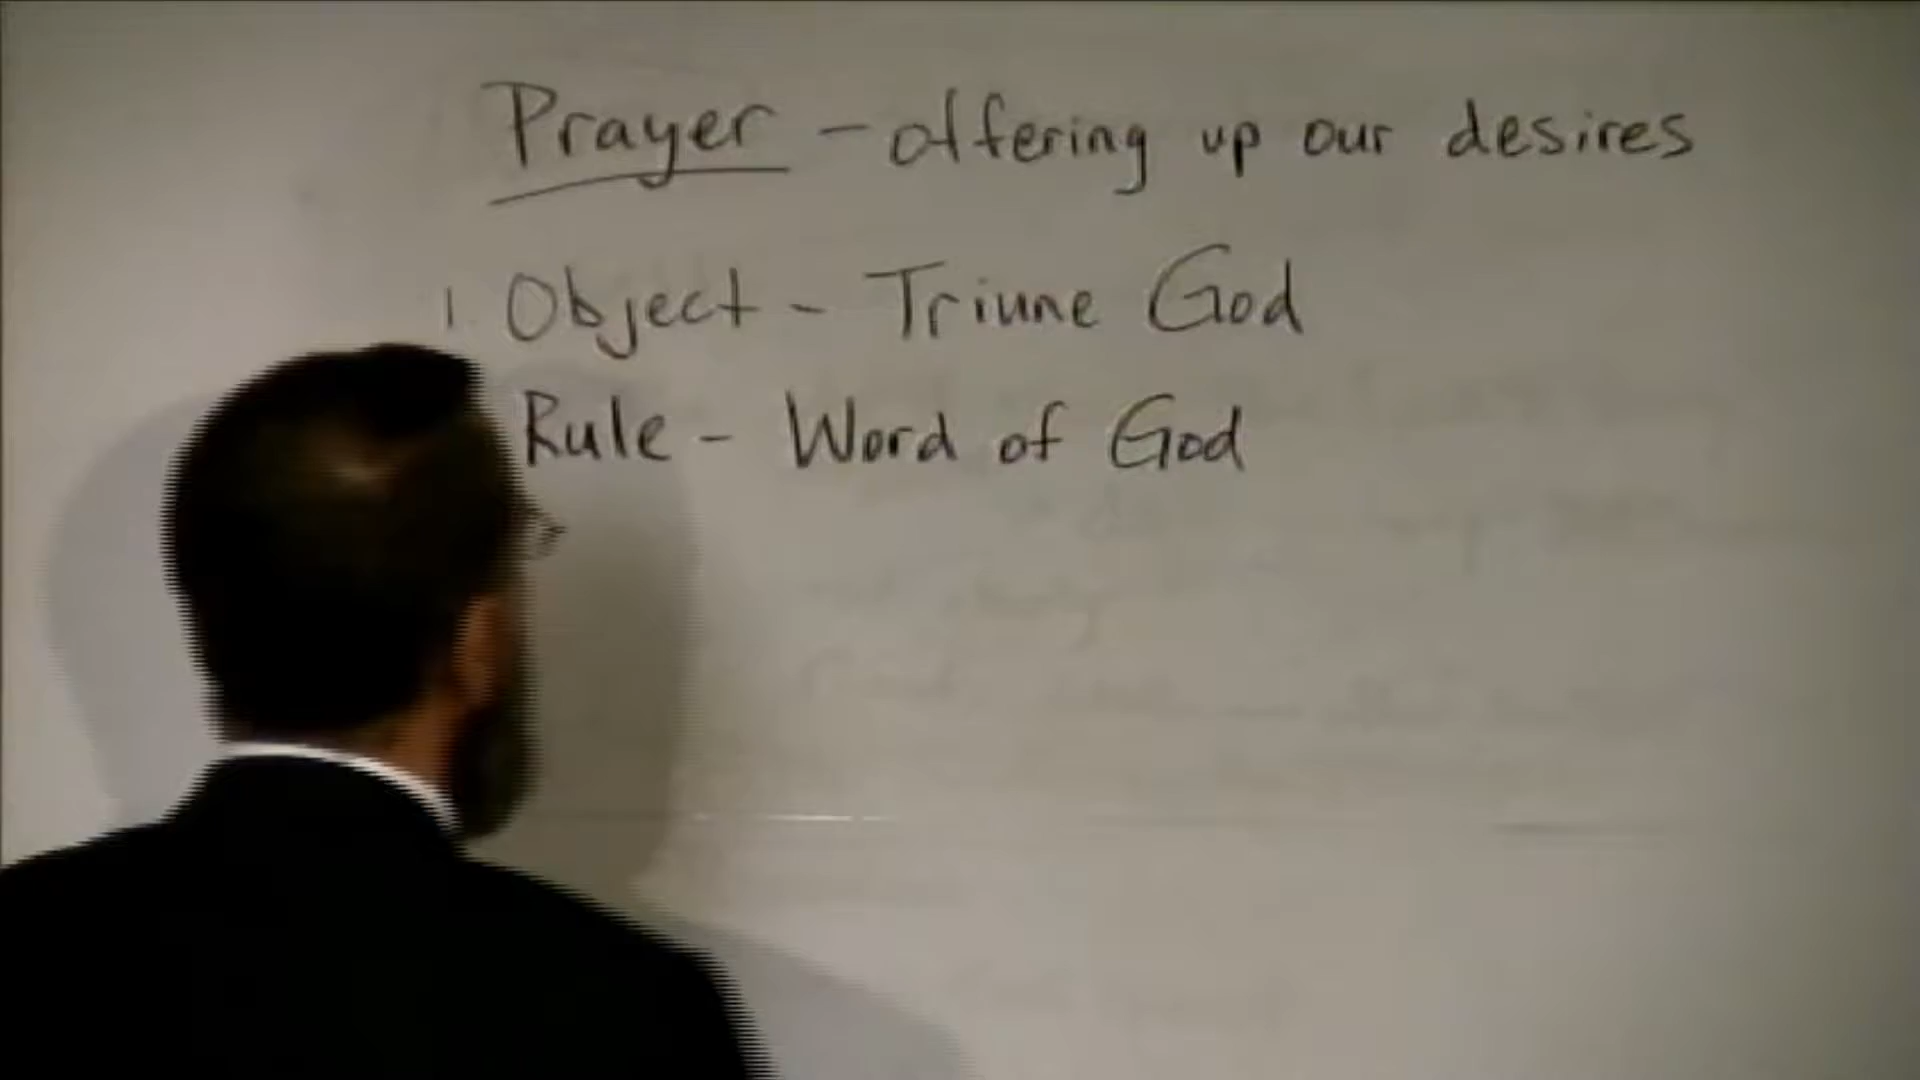 Prayer - offering up our desires
1. Object - Triune God
Rule - Word of God